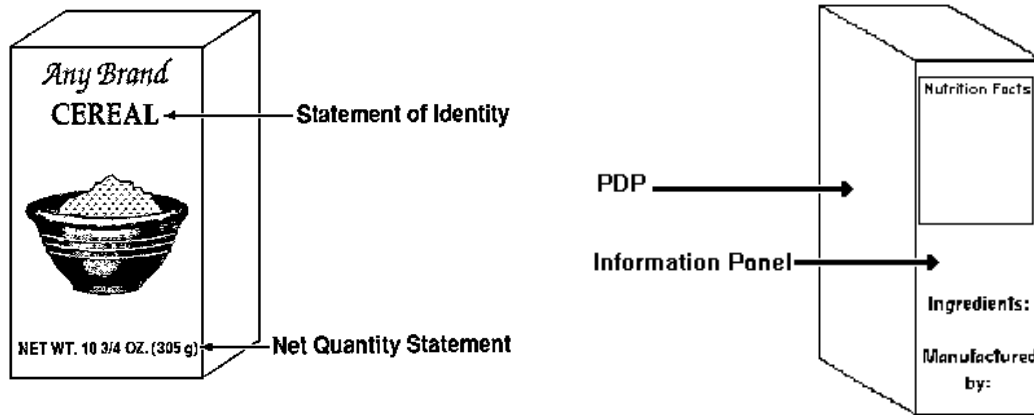 Any Brand
CEREAL
Statement of Identity
NET WT. 10 3/4 OZ. (305 g)
Net Quantity Statement
Nutrition Facts
PDP
Information Panel
Ingredients:
Manufactured
by: